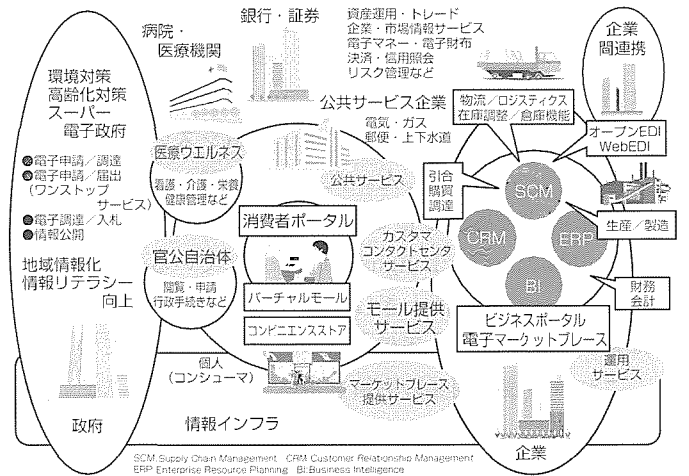 環境対策
高齢化対策
スーパー
電子政府
●電子申請／調達
●電子申請／届出
（ワンストップ
サービス）
●電子調達／入札
●情報公開
地域情報化
情報リテラシー
向上
政府
病院・
医療機関
銀行・証券
資産運用・トレード
企業・市場情報サービス
電子マネー・電子財布
決済・信用照会
リスク管理など
公共サービス企業
電気・ガス
郵便・上下水道
医療ウエルネス
看護・介護・栄養
健康管理など
公共サービス
官公自治体
閲覧・申請
行政手続きなど
消費者ポータル
バーチャルモール
コンビニエンスストア
カスタマ
コンタクトセンタ
サービス
モール提供
サービス
個人
（コンシューマ）
マーケットプレース
提供サービス
情報インフラ
企業
間連携
物流／ロジスティクス
在庫調整／倉庫機能
オープンEDI
WebEDI
引合
購買
調達
SCM
CRM
ERP
BI
生産／製造
財務
会計
ビジネスポータル
電子マーケットプレース
運用
サービス
企業
SCM:Supply Chain Management CRM:Customer Relationship Management
ERP:Enterprise Resource Planning BI:Business Intelligence